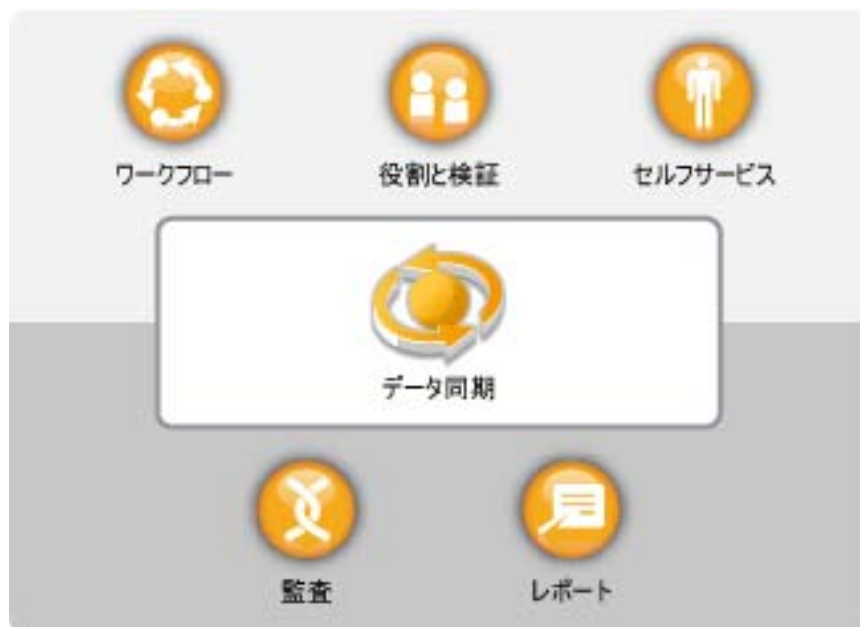 ワークフロー
役割と検証
セルフサービス
データ同期
監査
レポート